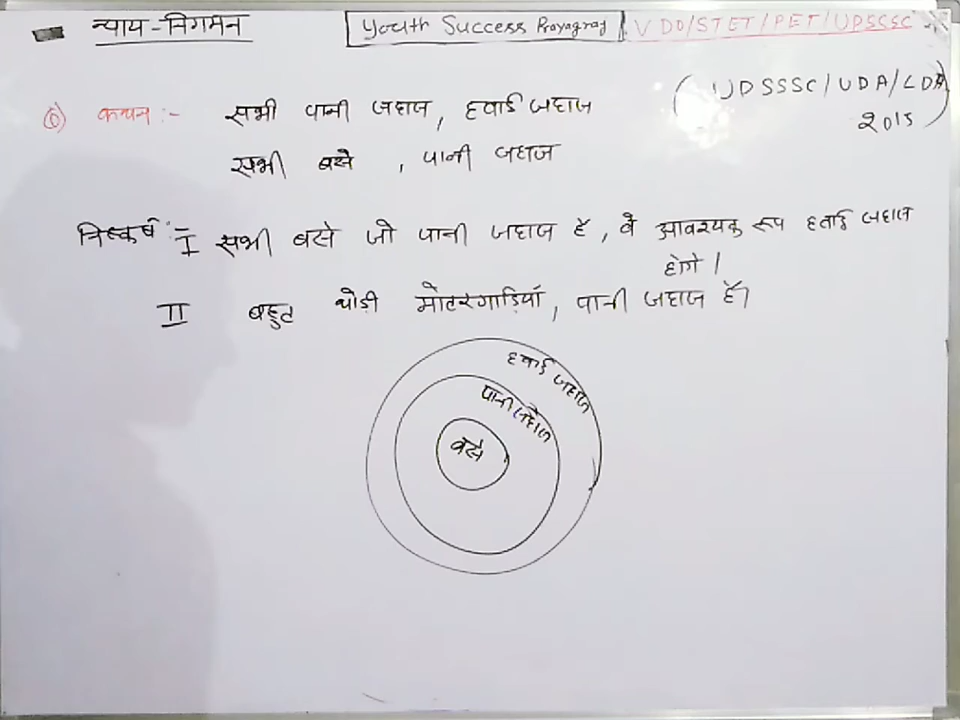 न्याय-निगमन
Youth Success Prayagraj
VDO/STET/PET/UPSSSC
(UPSSSC/UDA/LDA
2015)
Q) कथन :- सभी पानी जहाज, हवाई जहाज
सभी बसे , पानी जहाज
निष्कर्ष :- I सभी बसे जो पानी जहाज है, वे आवश्यक रूप हवाई जहाज
होगे।
II बहुत थोड़ी मोटरगाड़ियाँ, पानी जहाज है।
हवाई जहाज
पानी जहाज
बसे